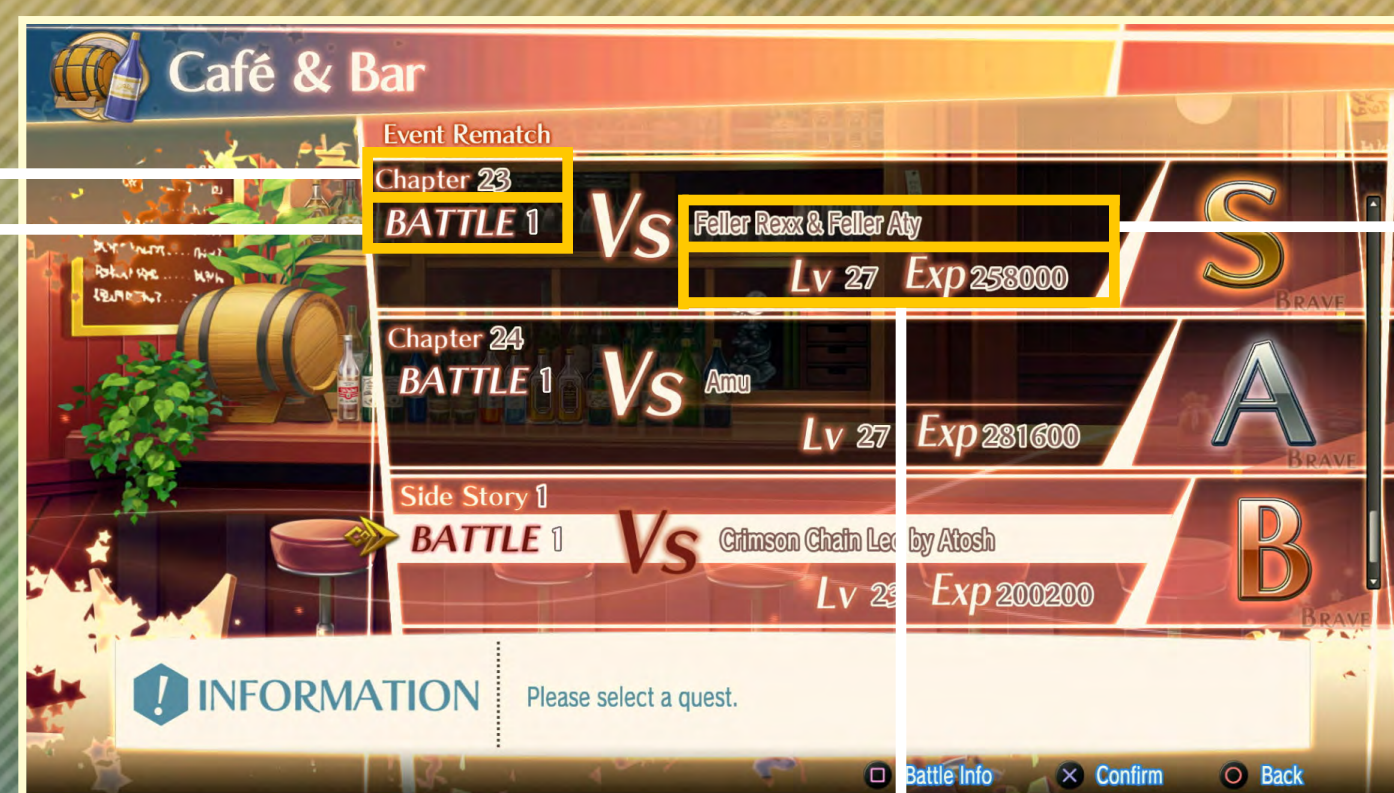 Café & Bar
Event Rematch
Chapter 23
BATTLE 1
Vs
Feller Rexx & Feller Aty
Lv 27 Exp 258000
S
BRAVE
Chapter 24
BATTLE 1
Vs
Amu
Lv 27 Exp 281600
A
BRAVE
Side Story 1
BATTLE 1
Vs
Crimson Chain Led by Atosh
Lv 23 Exp 200200
B
BRAVE
! INFORMATION
Please select a quest.
Battle Info Confirm Back